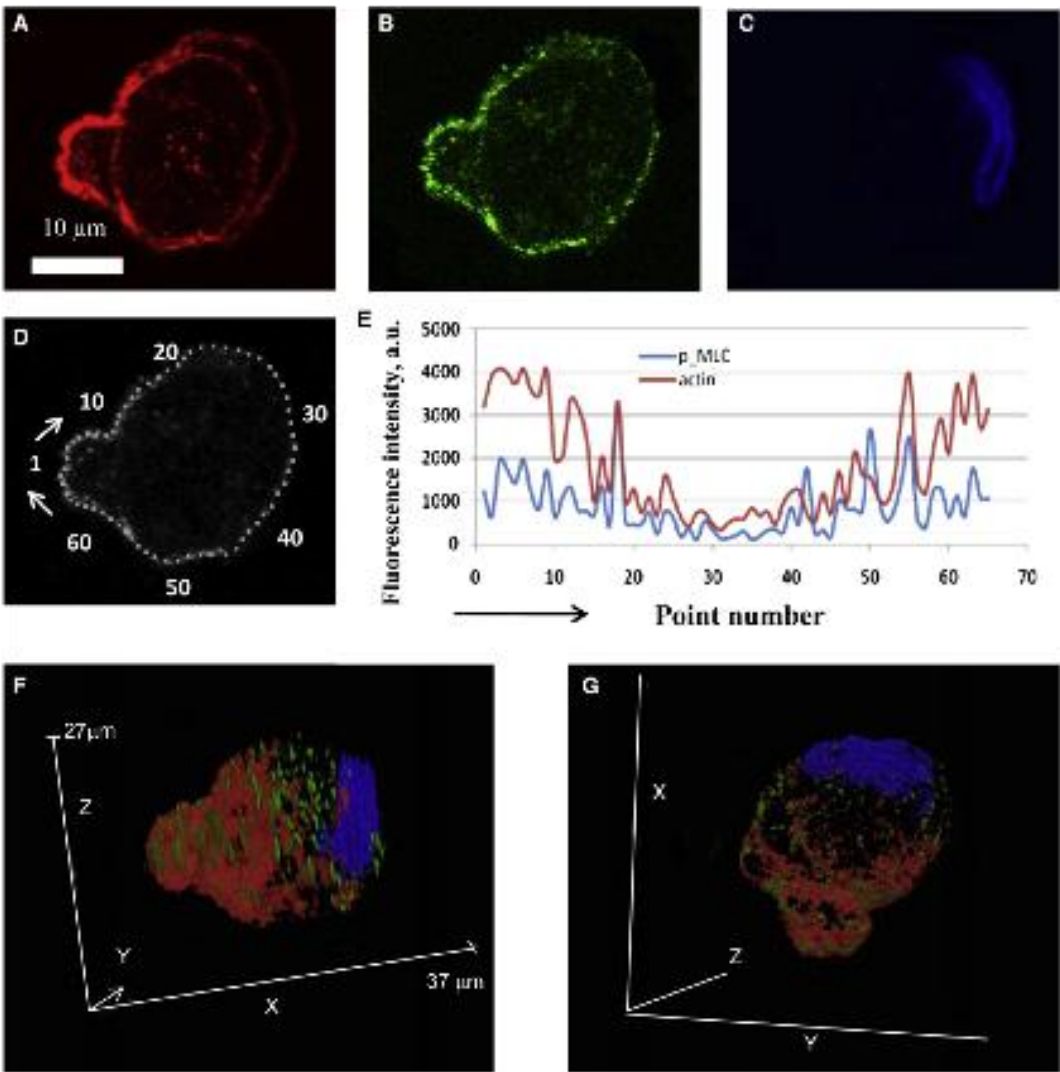 A
B
C
10 µm
D
20
10
30
1
40
60
50
E
Fluorescence intensity, a.u.
5000
4000
3000
2000
1000
0
p_MLC
actin
0 10 20 30 40 50 60 70
Point number
F
27µm
Z
Y
X
37 µm
G
X
Z
Y